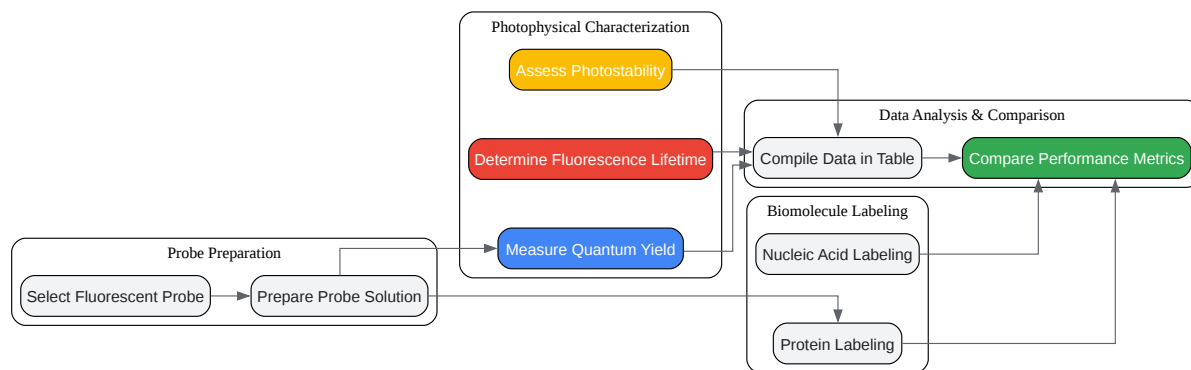 Photophysical Characterization
Assess Photostability
Determine Fluorescence Lifetime
Measure Quantum Yield
Data Analysis & Comparison
Compile Data in Table
Compare Performance Metrics
Biomolecule Labeling
Nucleic Acid Labeling
Protein Labeling
Probe Preparation
Select Fluorescent Probe
Prepare Probe Solution